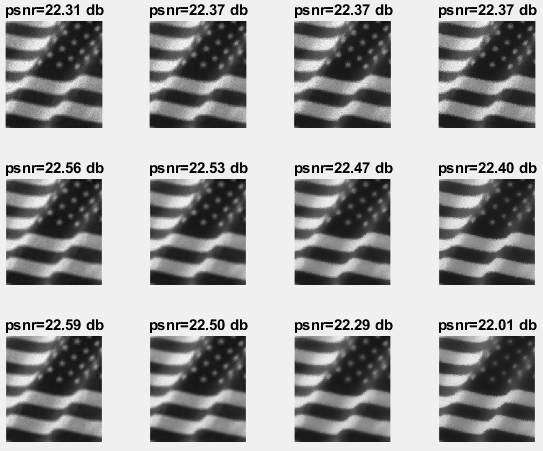 psnr=22.31 db psnr=22.37 db psnr=22.37 db psnr=22.37 db
psnr=22.56 db psnr=22.53 db psnr=22.47 db psnr=22.40 db
psnr=22.59 db psnr=22.50 db psnr=22.29 db psnr=22.01 db